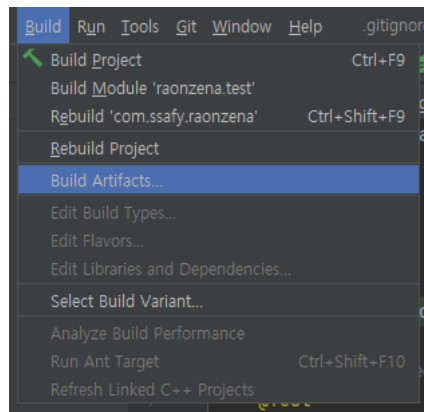 Build Run Tools Git Window Help .gitignor
Build Project Ctrl+F9
Build Module 'raonzena.test'
Rebuild 'com.ssafy.raonzena' Ctrl+Shift+F9
Rebuild Project
Build Artifacts...
Edit Build Types...
Edit Flavors...
Edit Libraries and Dependencies...
Select Build Variant...
Analyze Build Performance
Run Ant Target Ctrl+Shift+F10
Refresh Linked C++ Projects